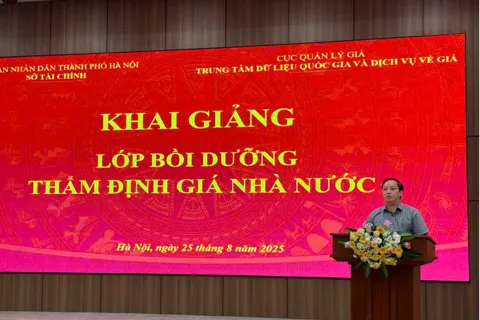 AN NHÂN DÂN THÀNH PHỐ HÀ NỘI
SỞ TÀI CHÍNH
CỤC QUẢN LÝ GIÁ
TRUNG TÂM DỮ LIỆU QUỐC GIA VÀ DỊCH VỤ VỀ GIÁ
KHAI GIẢNG
LỚP BỒI DƯỠNG
THẨM ĐỊNH GIÁ NHÀ NƯỚC
Hà Nội, ngày 25 tháng 8 năm 2025